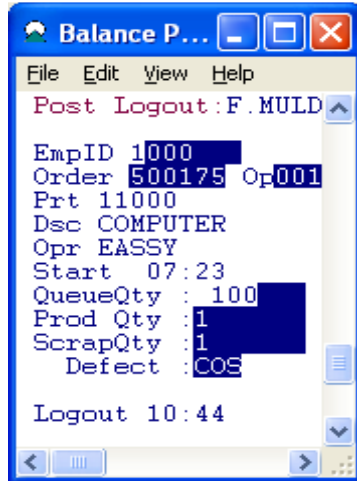 Balance P...
File Edit View Help
Post Logout:F.MULD
EmpID 1000
Order 500175 Op001
Prt 11000
Dsc COMPUTER
Opr EASSY
Start 07:23
QueueQty : 100
Prod Qty :1
ScrapQty :1
Defect :COS
Logout 10:44